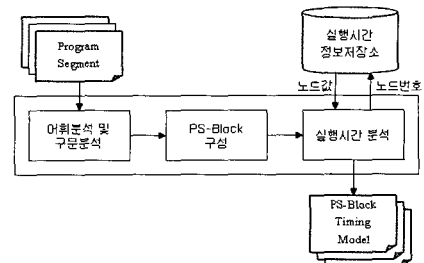 Program
Segment
실행시간
정보저장소
노드값
노드번호
어휘분석 및
구문분석
PS-Block
구성
실행시간 분석
PS-Block
Timing
Model